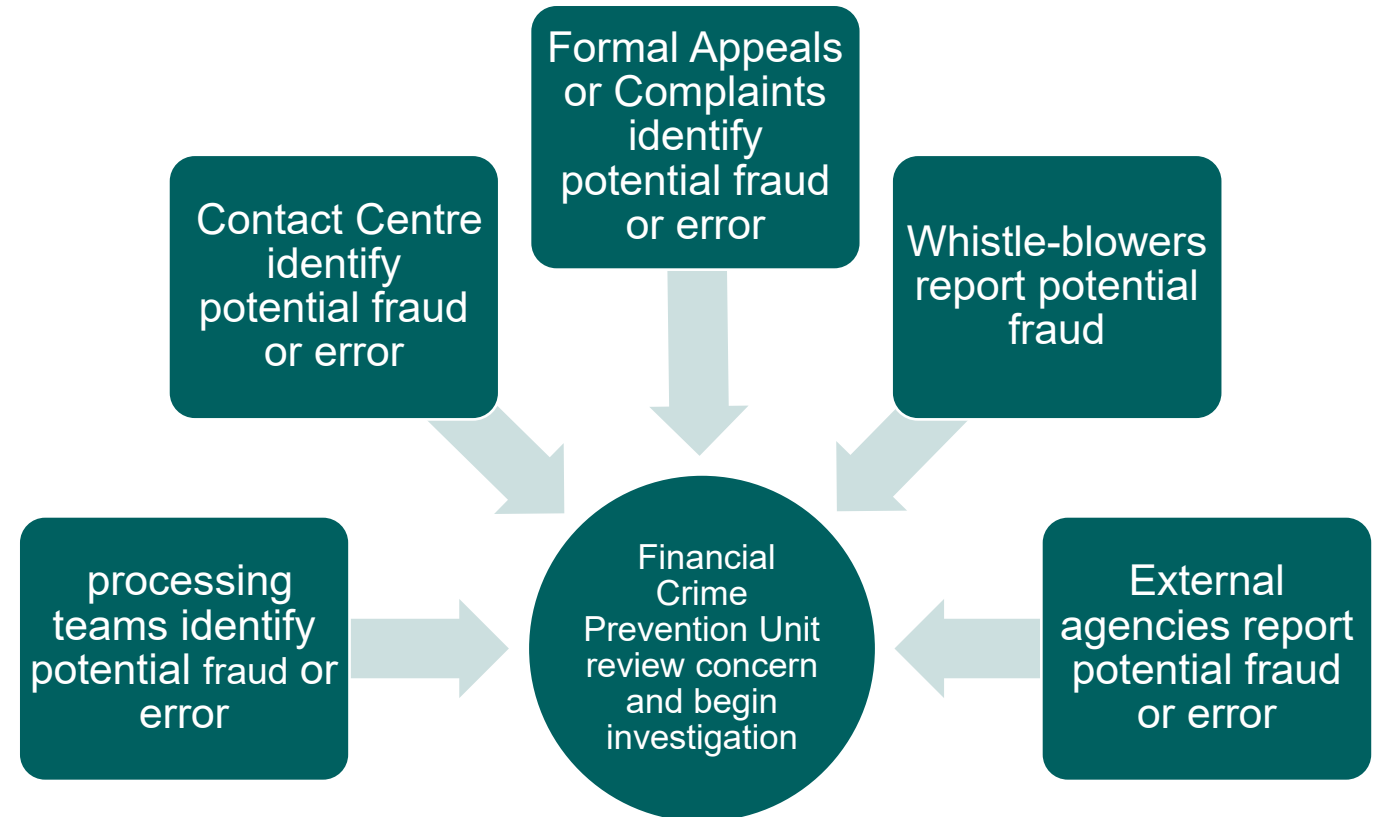 Formal Appeals
or Complaints
identify
potential fraud
or error
Contact Centre
identify
potential fraud
or error
Whistle-blowers
report potential
fraud
processing
teams identify
potential fraud or
error
Financial
Crime
Prevention Unit
review concern
and begin
investigation
External
agencies report
potential fraud
or error